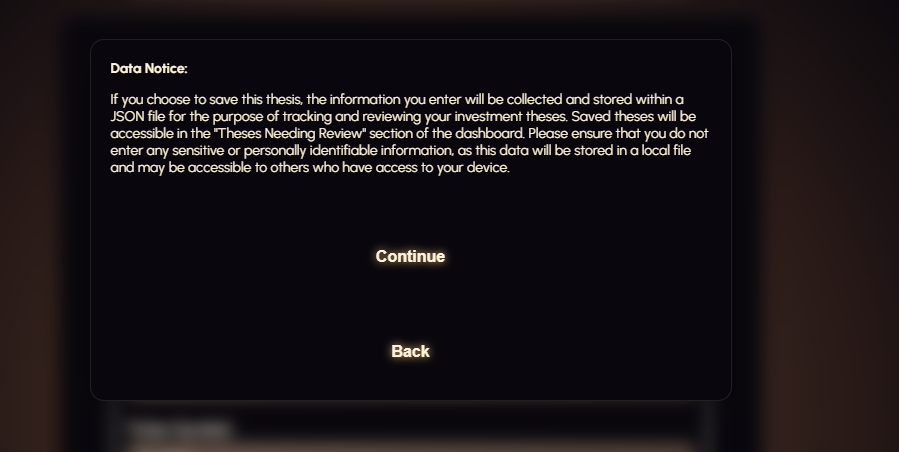 Data Notice:
If you choose to save this thesis, the information you enter will be collected and stored within a
JSON file for the purpose of tracking and reviewing your investment theses. Saved theses will be
accessible in the "Theses Needing Review" section of the dashboard. Please ensure that you do not
enter any sensitive or personally identifiable information, as this data will be stored in a local file
and may be accessible to others who have access to your device.
Continue
Back